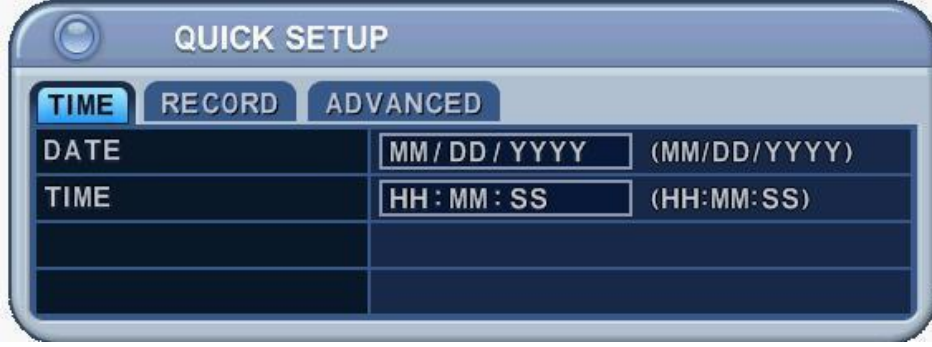 QUICK SETUP
TIME RECORD ADVANCED
DATE MM/DD/YYYY (MM/DD/YYYY)
TIME HH:MM:SS (HH:MM:SS)